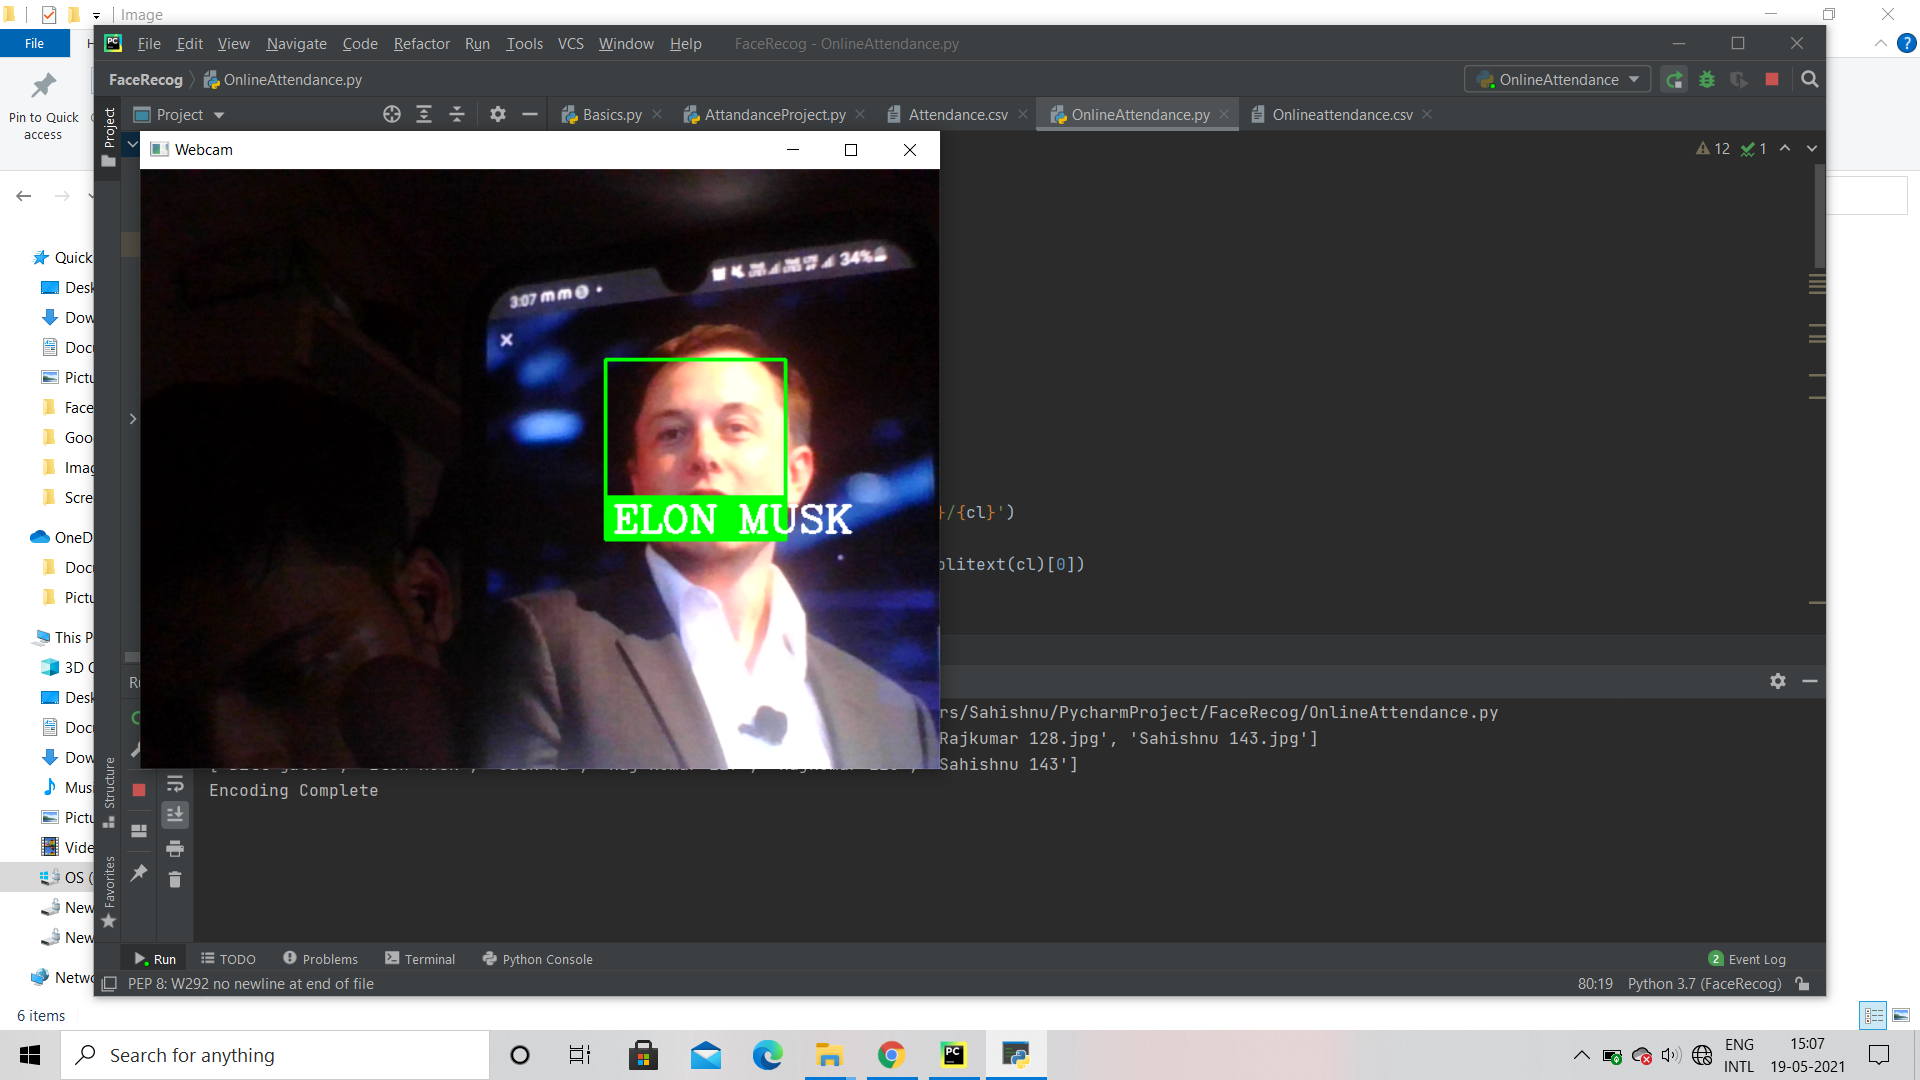 Image
File
File Edit View Navigate Code Refactor Run Tools VCS Window Help FaceRecog - OnlineAttendance.py
FaceRecog OnlineAttendance.py OnlineAttendance
Pin to Quick
access
Project
Project
Basics.py AttandanceProject.py Attendance.csv OnlineAttendance.py Onlineattendance.csv
Webcam
12 1
3:07 34%
ELON MUSK
}/{cl}')
plitext(cl)[0])
Quick
Desk
Dow
Docu
Pictu
Face
Goo
Imag
Scre
OneD
Docu
Pictu
This P
3D O
Desk
Docu
Dow
Musi
Pictu
Vide
OS (
New
New
Netwo
6 items
rs/Sahishnu/PycharmProject/FaceRecog/OnlineAttendance.py
Rajkumar 128.jpg', 'Sahishnu 143.jpg']
Sahishnu 143']
Encoding Complete
Structure
Favorites
Run TODO Problems Terminal Python Console 2 Event Log
PEP 8: W292 no newline at end of file 80:19 Python 3.7 (FaceRecog)
Search for anything
ENG
INTL
15:07
19-05-2021